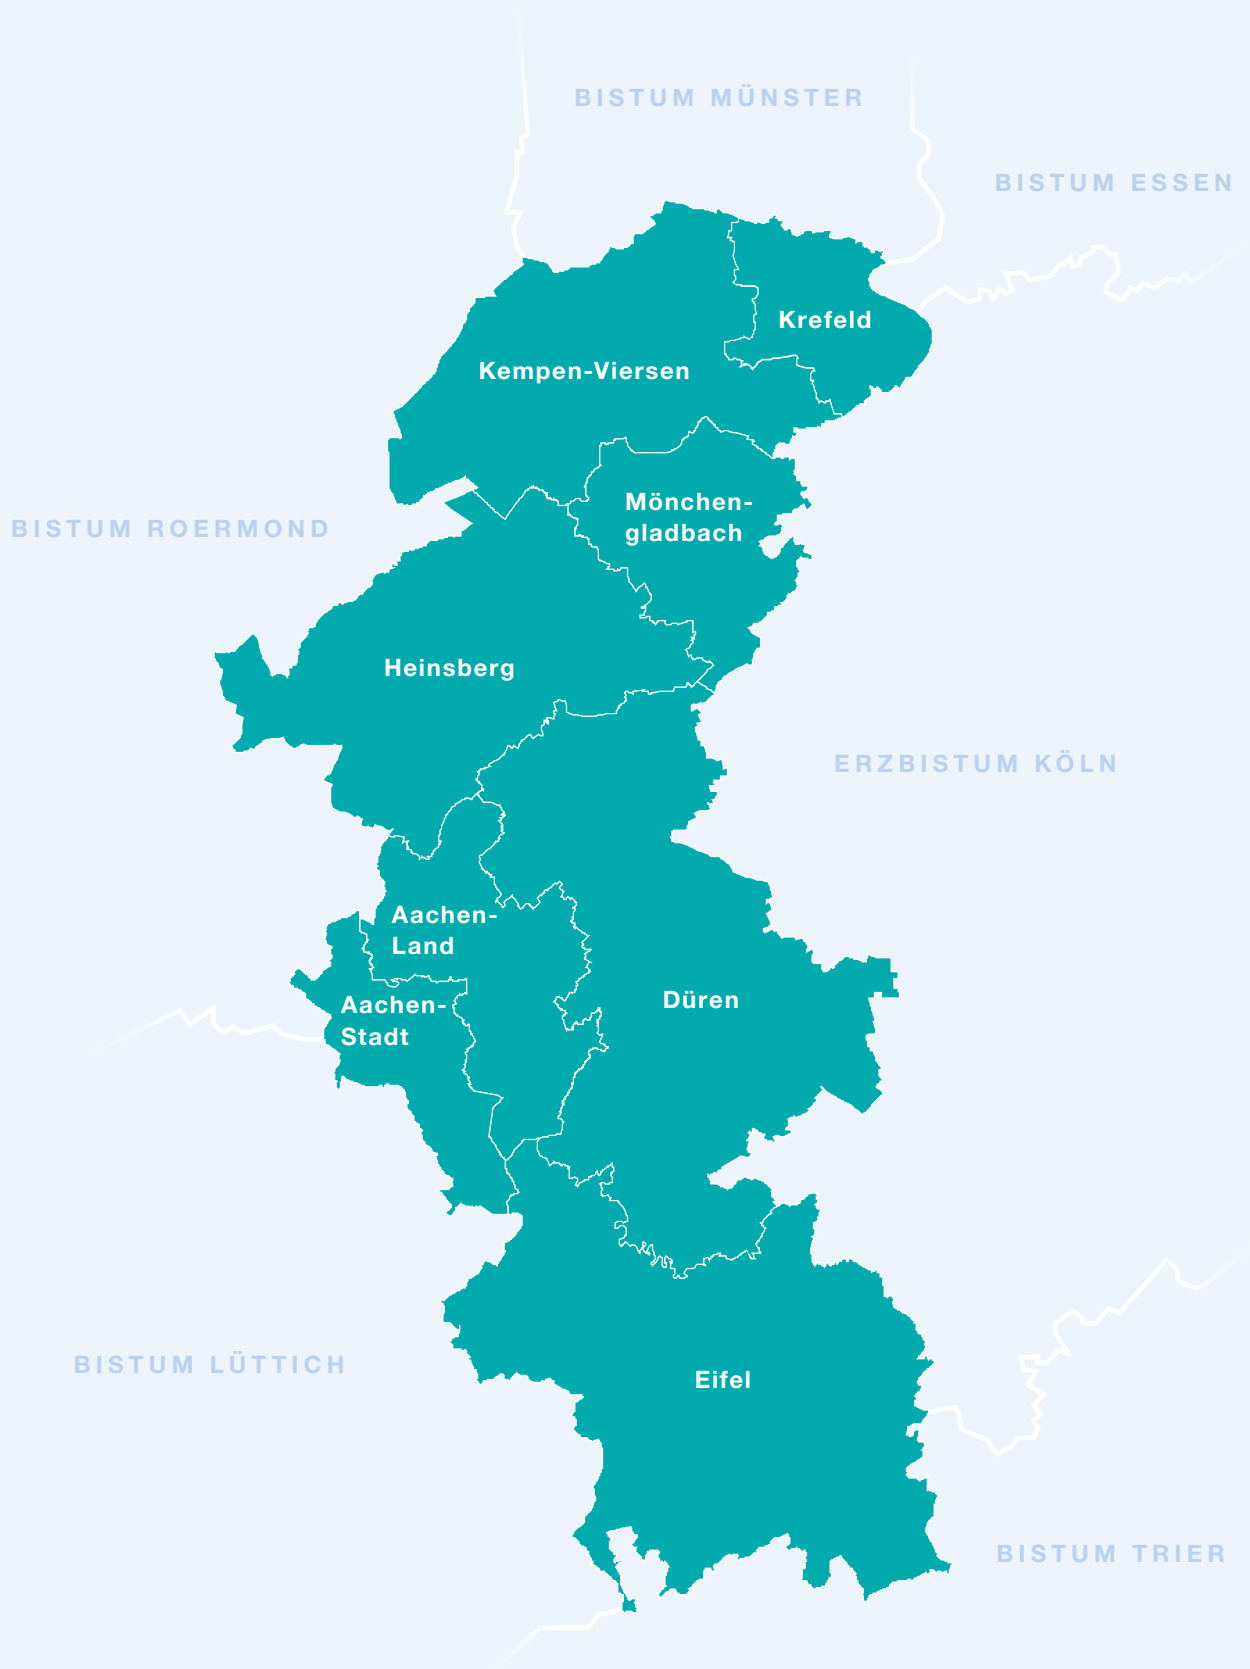 BISTUM MÜNSTER
BISTUM ESSEN
Krefeld
Kempen-Viersen
Mönchen-
gladbach
BISTUM ROERMOND
Heinsberg
ERZBISTUM KÖLN
Aachen-
Land
Düren
Aachen-
Stadt
BISTUM LÜTTICH
Eifel
BISTUM TRIER